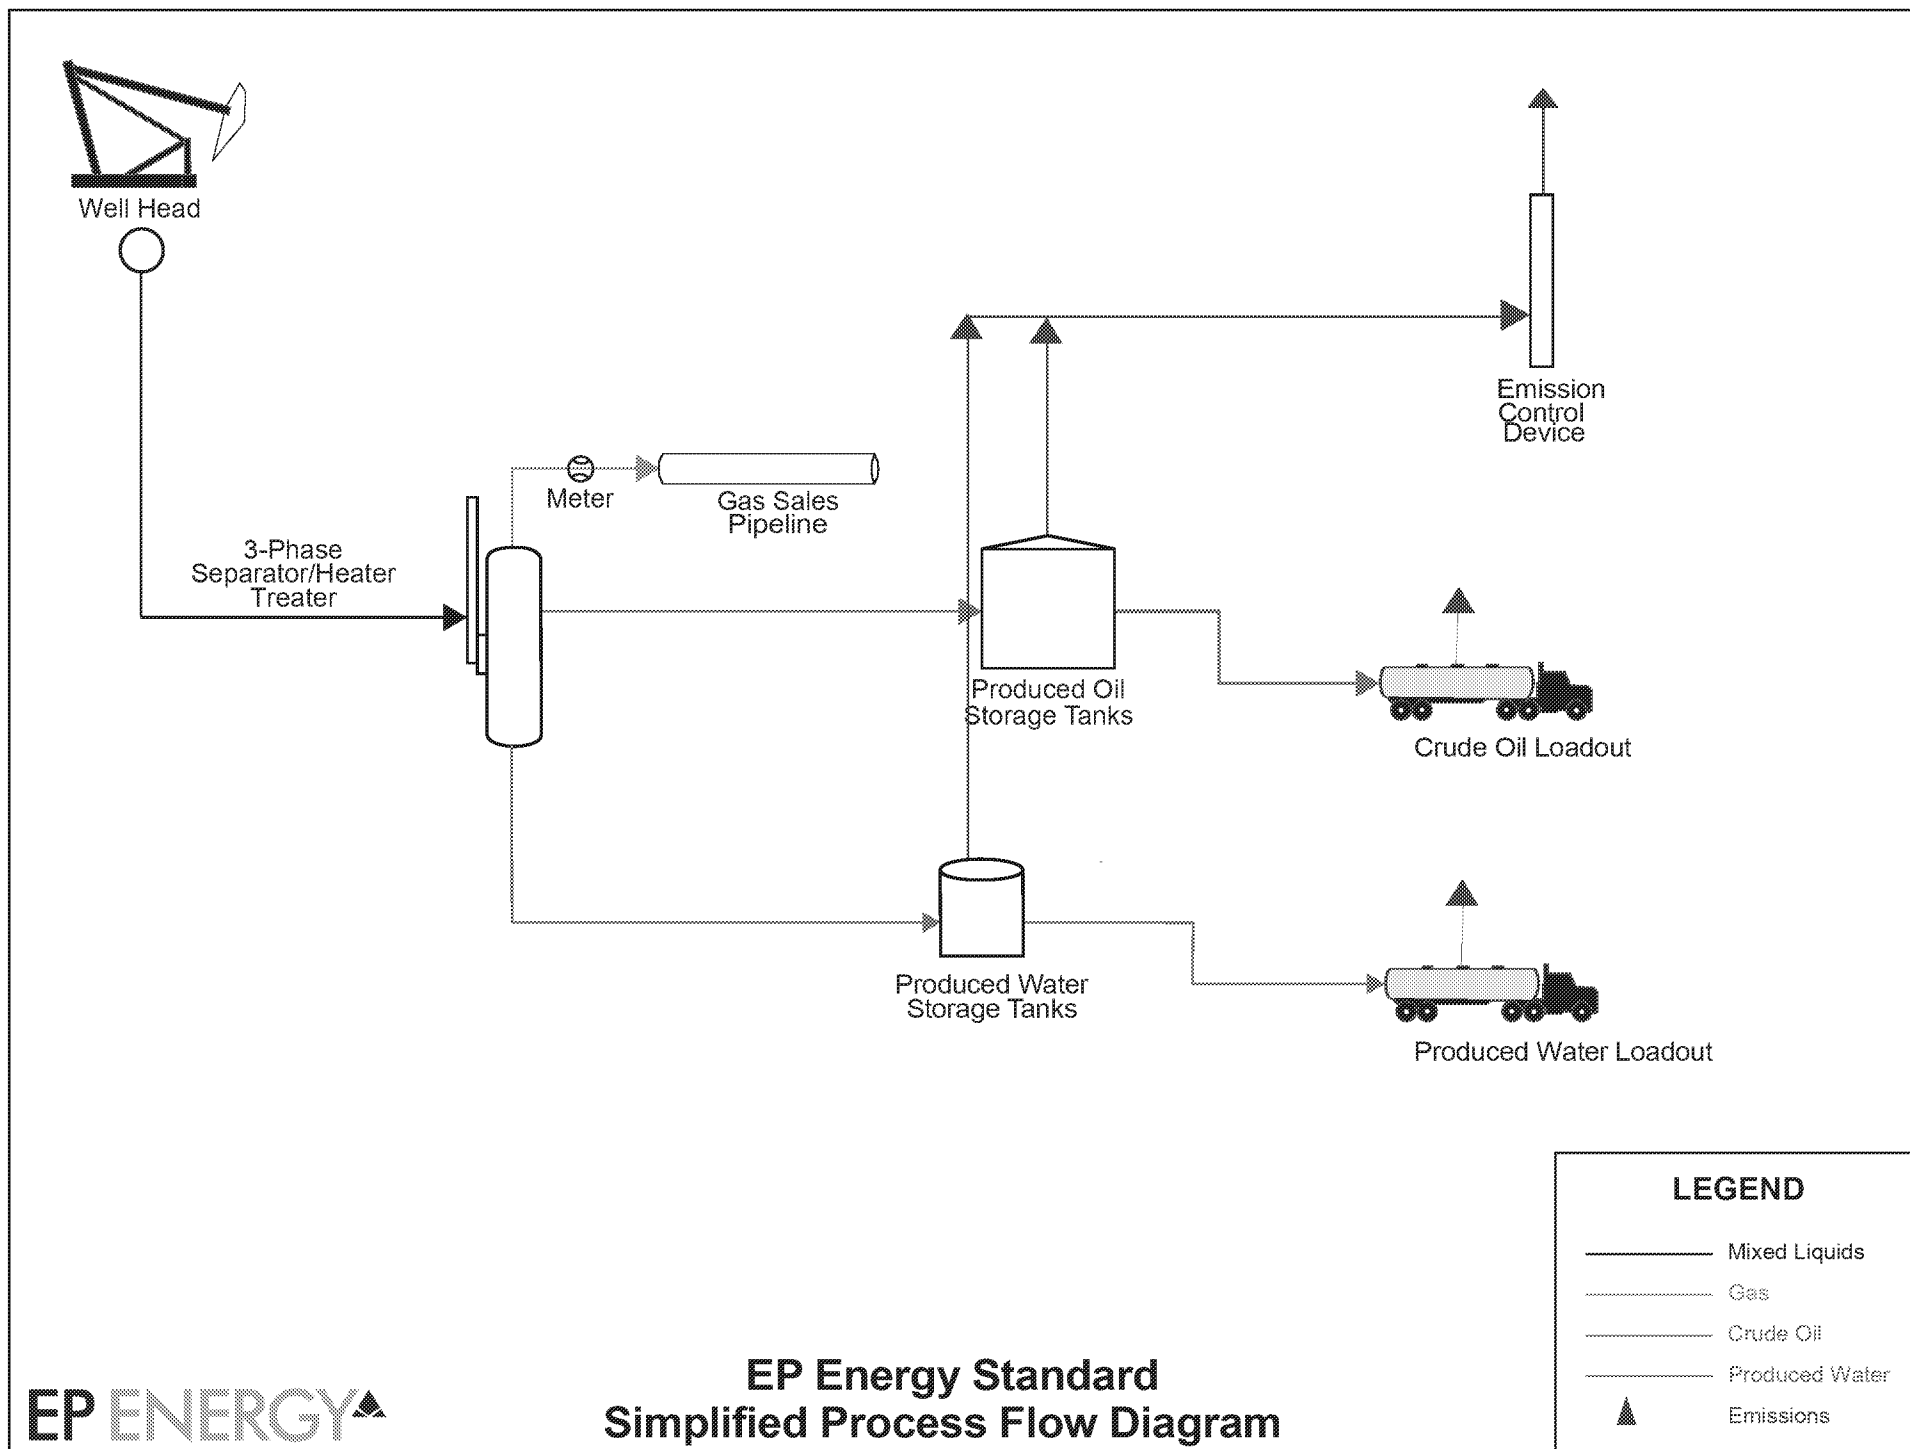 Well Head
Emission
Control
Device
Meter
Gas Sales
Pipeline
3-Phase
Separator/Heater
Treater
Produced Oil
Storage Tanks
Crude Oil Loadout
Produced Water
Storage Tanks
Produced Water Loadout
LEGEND
Mixed Liquids
Gas
Crude Oil
Produced Water
Emissions
EP ENERGY
EP Energy Standard
Simplified Process Flow Diagram